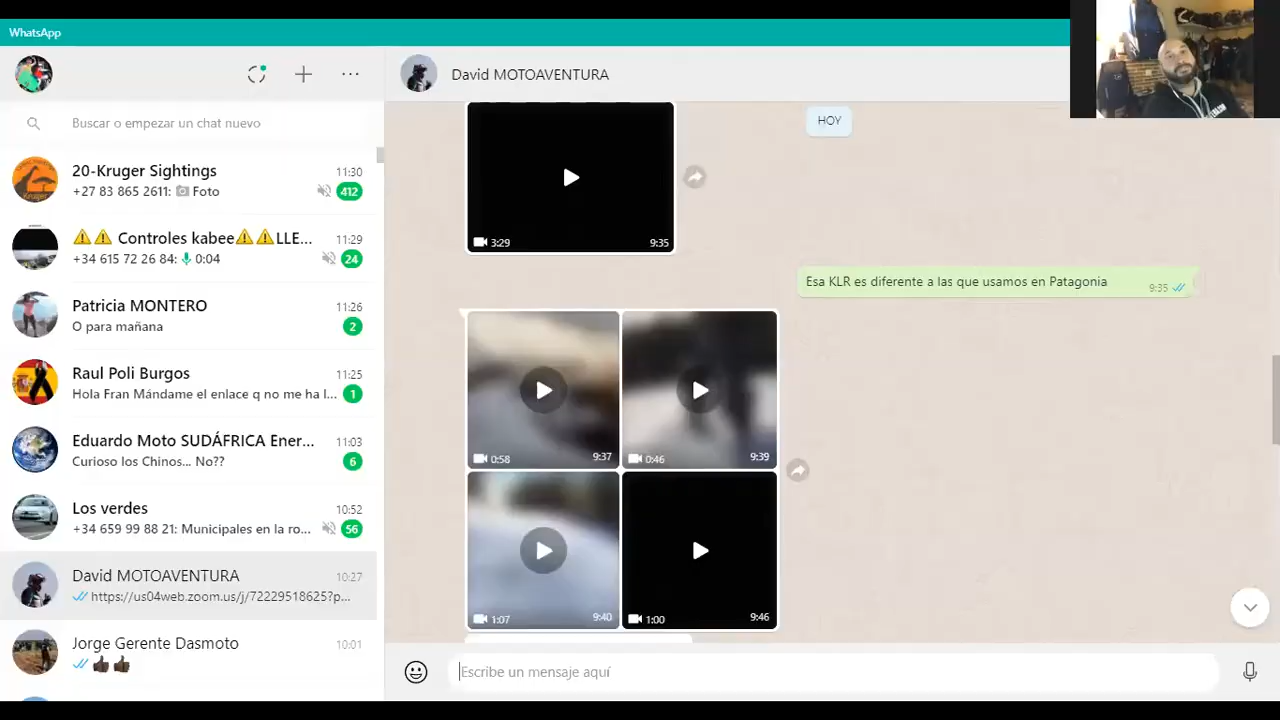 WhatsApp
Buscar o empezar un chat nuevo
20-Kruger Sightings
11:30
+27 83 865 2611: Foto
412
⚠️⚠️ Controles kabee⚠️⚠️LLE...
11:29
+34 615 72 26 84: 0:04
24
Patricia MONTERO
11:26
O para mañana
2
Raul Poli Burgos
11:25
Hola Fran Mándame el enlace q no me ha l...
1
Eduardo Moto SUDÁFRICA Ener...
11:03
Curioso los Chinos... No??
6
Los verdes
10:52
+34 659 99 88 21: Municipales en la ro...
56
David MOTOAVENTURA
10:27
https://us04web.zoom.us/j/72229518625?p...
Jorge Gerente Dasmoto
10:01
David MOTOAVENTURA
HOY
3:29
9:35
Esa KLR es diferente a las que usamos en Patagonia
9:35
0:58
9:37
0:46
9:39
1:07
9:40
1:00
9:46
Escribe un mensaje aquí